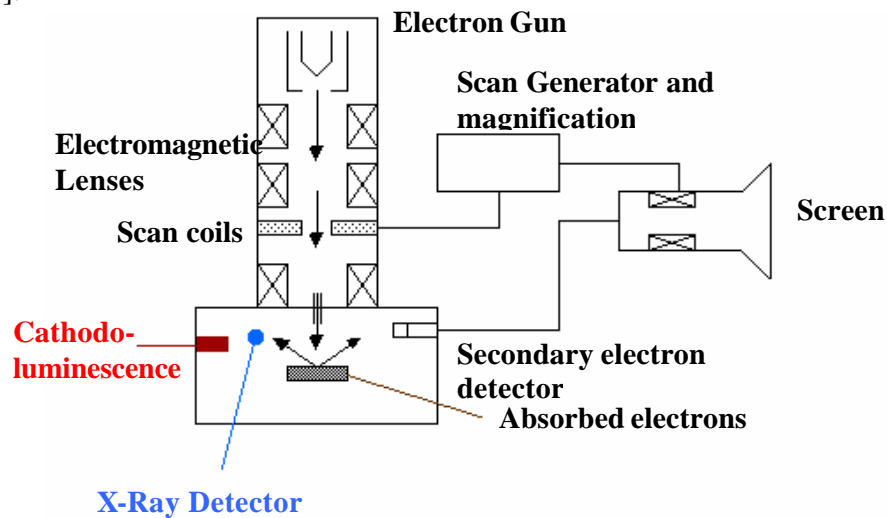 ].
Electron Gun
Scan Generator and
magnification
Electromagnetic
Lenses
Scan coils
Screen
Cathodo-
luminescence
Secondary electron
detector
Absorbed electrons
X-Ray Detector